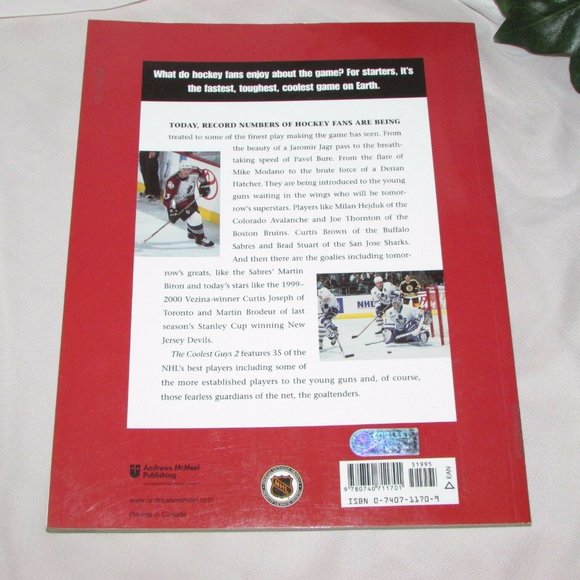 What do hockey fans enjoy about the game? For starters, it's
the fastest, toughest, coolest game on Earth.
TODAY, RECORD NUMBERS OF HOCKEY FANS ARE BEING
treated to some of the finest play making the game has seen. From
the beauty of a Jaromir Jagr pass to the breath-
taking speed of Pavel Bure. From the flare of
Mike Modano to the brute force of a Derian
Hatcher. They are being introduced to the young
guns waiting in the wings who will be tomor-
row's superstars. Players like Milan Hejduk of the
Colorado Avalanche and Joe Thornton of the
Boston Bruins. Curtis Brown of the Buffalo
Sabres and Brad Stuart of the San Jose Sharks.
And then there are the goalies including tomor-
row's greats, like the Sabres' Martin
Biron and today's stars like the 1999–
2000 Vezina-winner Curtis Joseph of
Toronto and Martin Brodeur of last
season's Stanley Cup winning New
Jersey Devils.
The Coolest Guys 2 features 35 of the
NHL's best players including some of
the more established players to the young guns and, of course,
those fearless guardians of the net, the goaltenders.
Andrews McMeel
Publishing
www.andrewsmcmeel.com
Printed in Canada
NHL
51995
9 780740 711701
EAN
ISBN 0-7407-1170-9